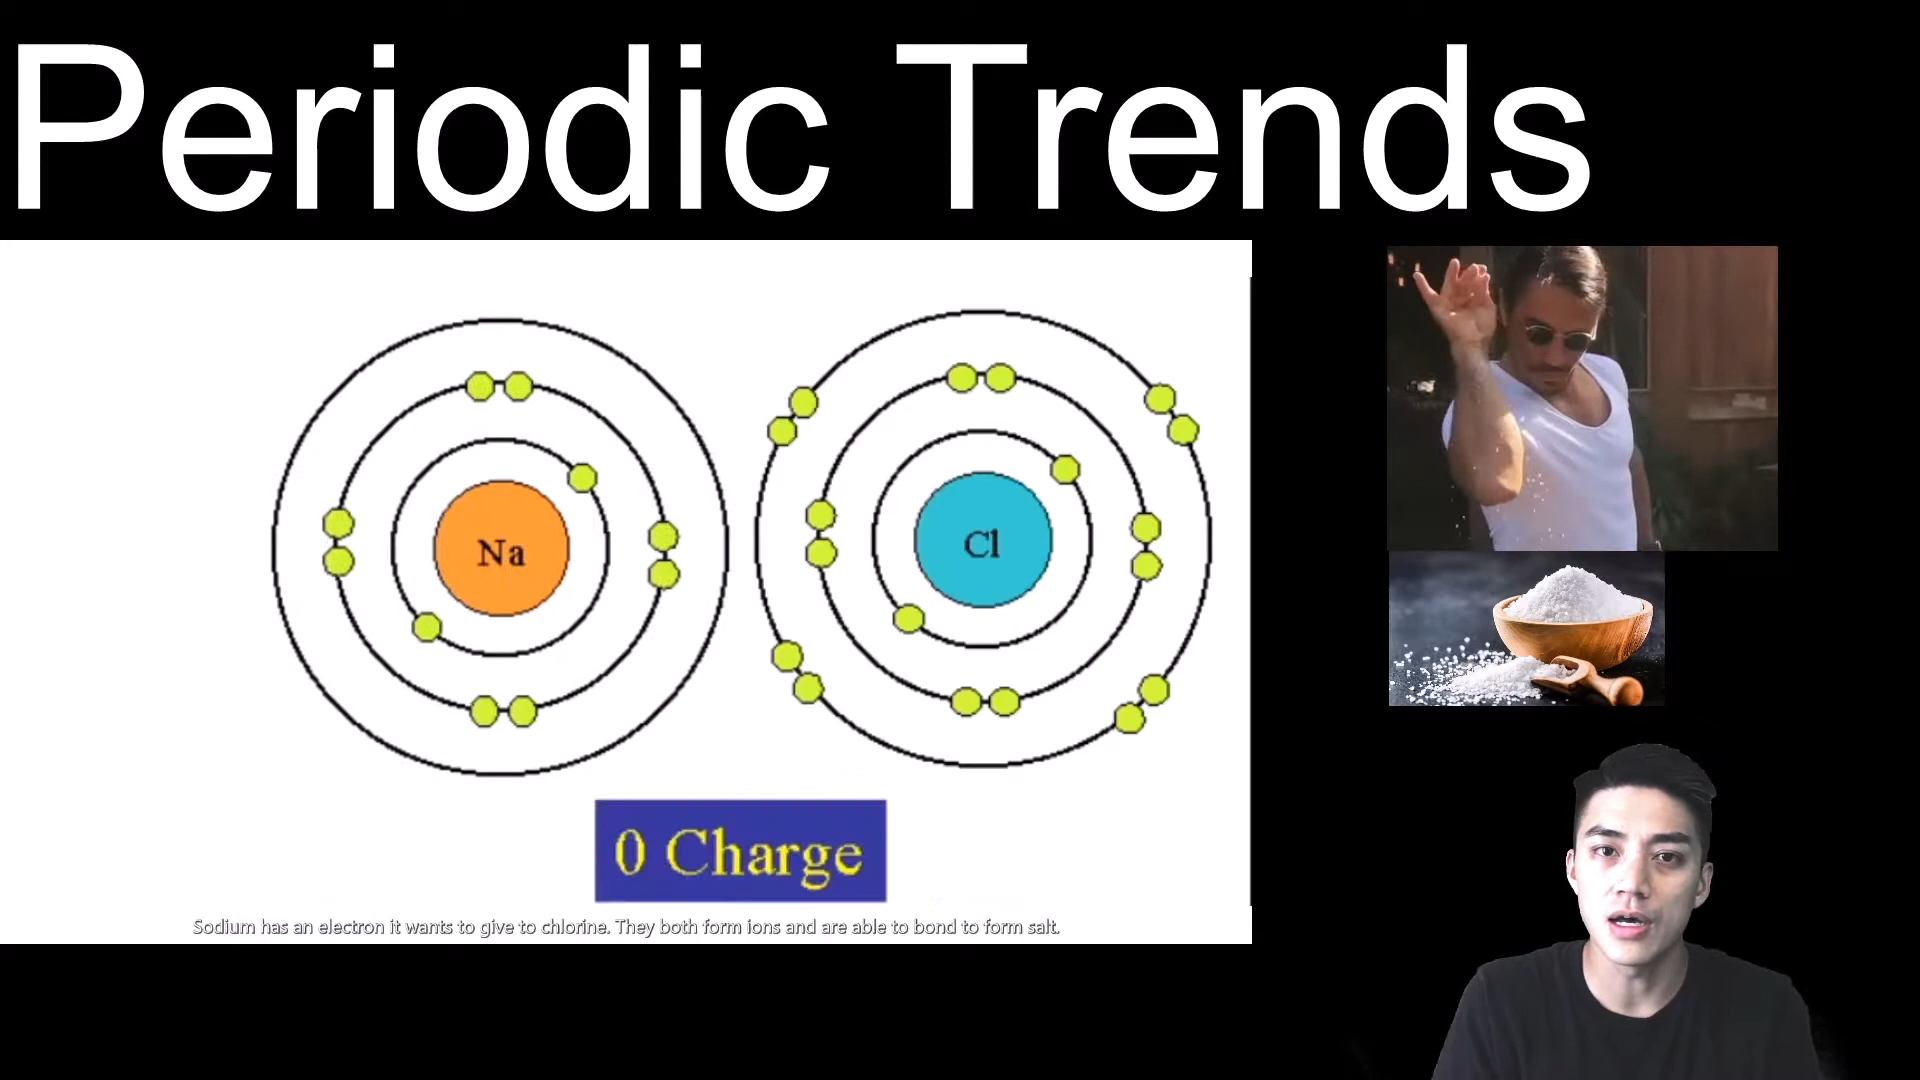 Periodic Trends
Na
Cl
0 Charge
Sodium has an electron it wants to give to chlorine. They both form ions and are able to bond to form salt.